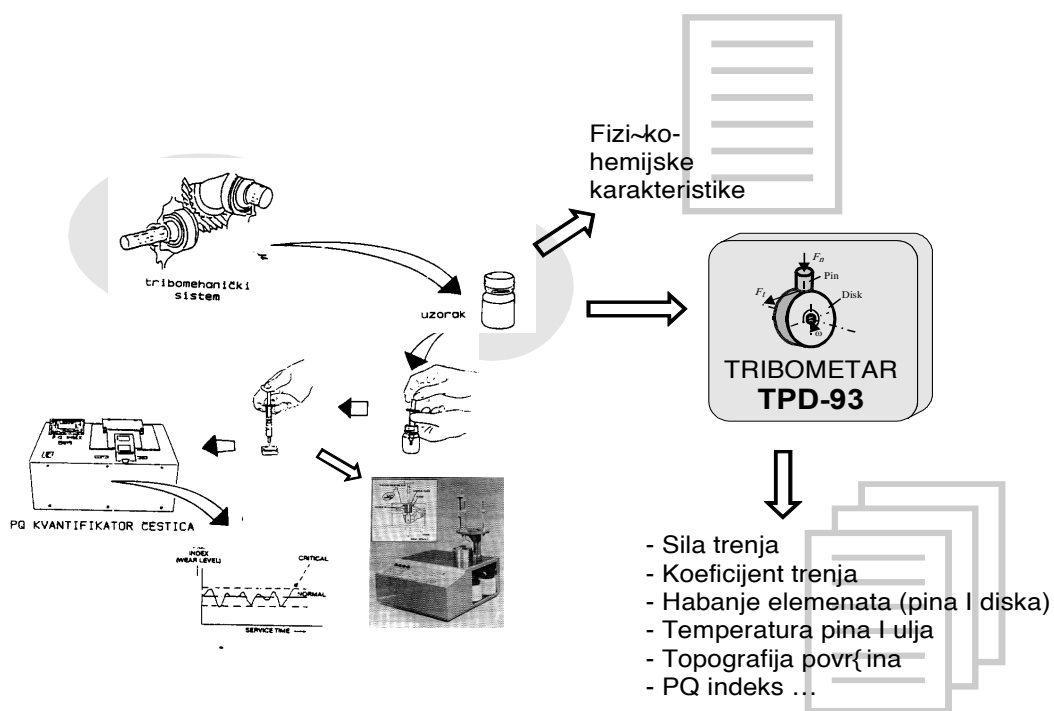 Fizi~ko-
hemijske
karakteristike
tribomehanički
sistem
uzorak
Fn
Pin
Ft
Disk
ω
TRIBOMETAR
TPD-93
PQ KVANTIFIKATOR ČESTICA
INDEX
(WEAR LEVEL)
CRITICAL
NORMAL
SERVICE TIME
- Sila trenja
- Koeficijent trenja
- Habanje elemenata (pina I diska)
- Temperatura pina I ulja
- Topografija povr{ina
- PQ indeks ...